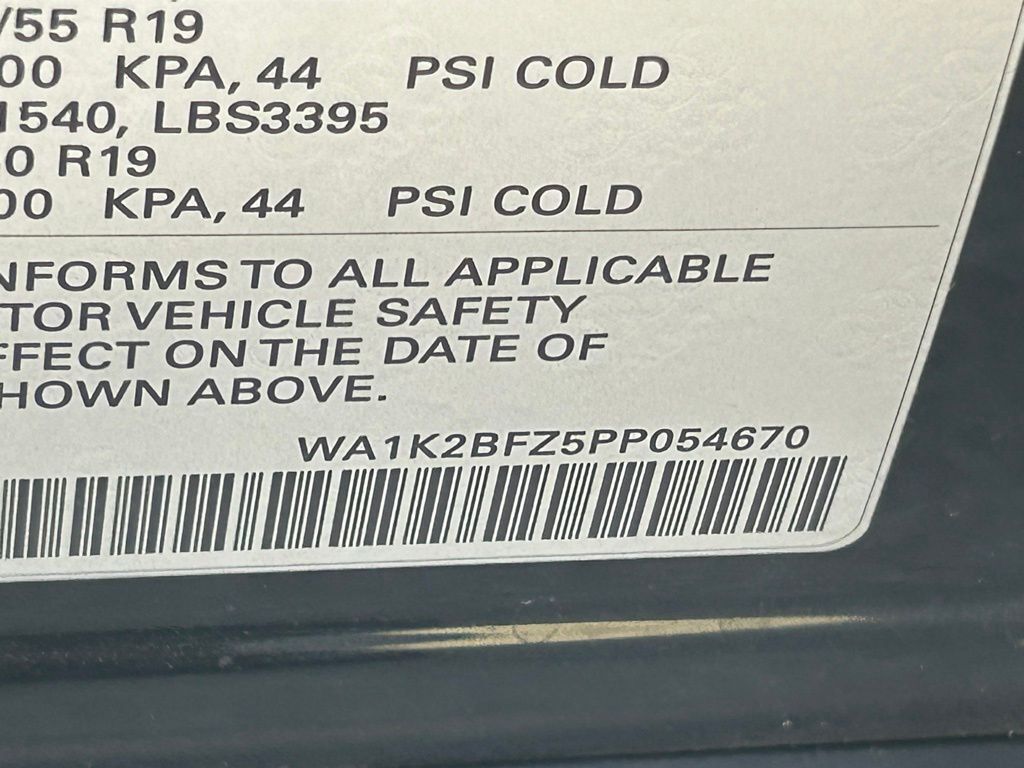 /55 R19
00 KPA, 44 PSI COLD
1540, LBS3395
0 R19
00 KPA, 44 PSI COLD
NFORMS TO ALL APPLICABLE
TOR VEHICLE SAFETY
FFECT ON THE DATE OF
HOWN ABOVE.
WA1K2BFZ5PP054670